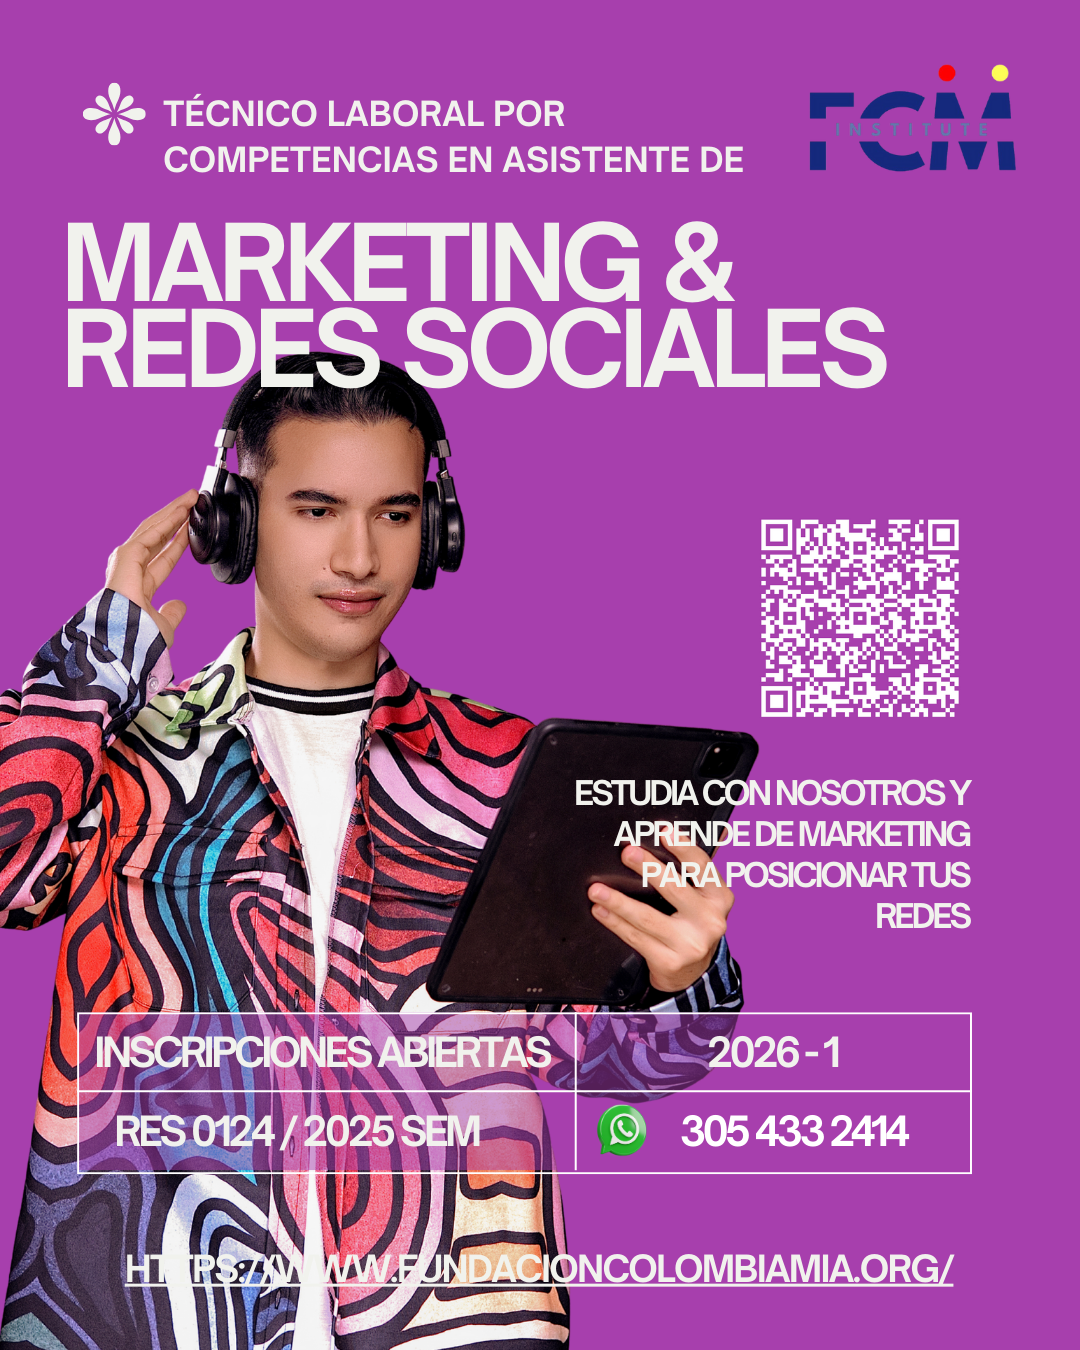 TÉCNICO LABORAL POR
COMPETENCIAS EN ASISTENTE DE
FCM
INSTITUTE
MARKETING &
REDES SOCIALES
ESTUDIA CON NOSOTROS Y
APRENDE DE MARKETING
PARA POSICIONAR TUS
REDES
INSCRIPCIONES ABIERTAS
2026 - 1
RES 0124 / 2025 SEM
305 433 2414
HTTPS://WWW.FUNDACIONCOLOMBIAMIA.ORG/